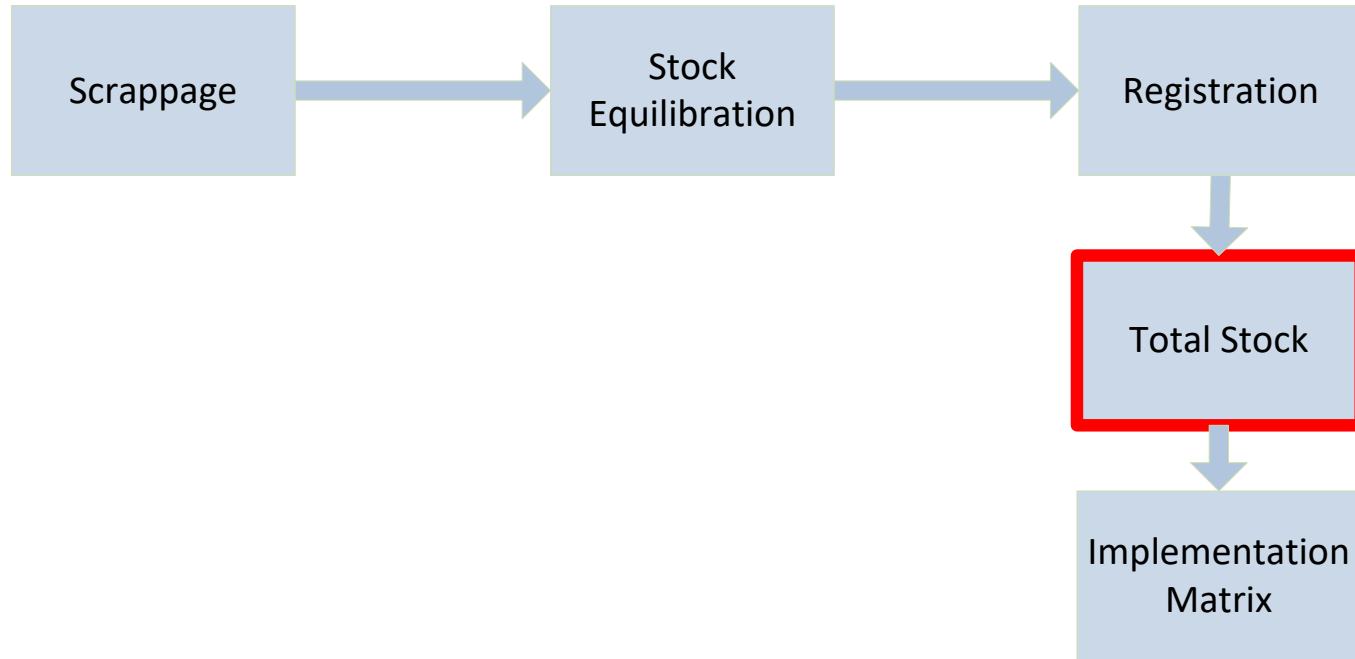 Scrappage
Stock
Equilibration
Registration
Total Stock
Implementation
Matrix